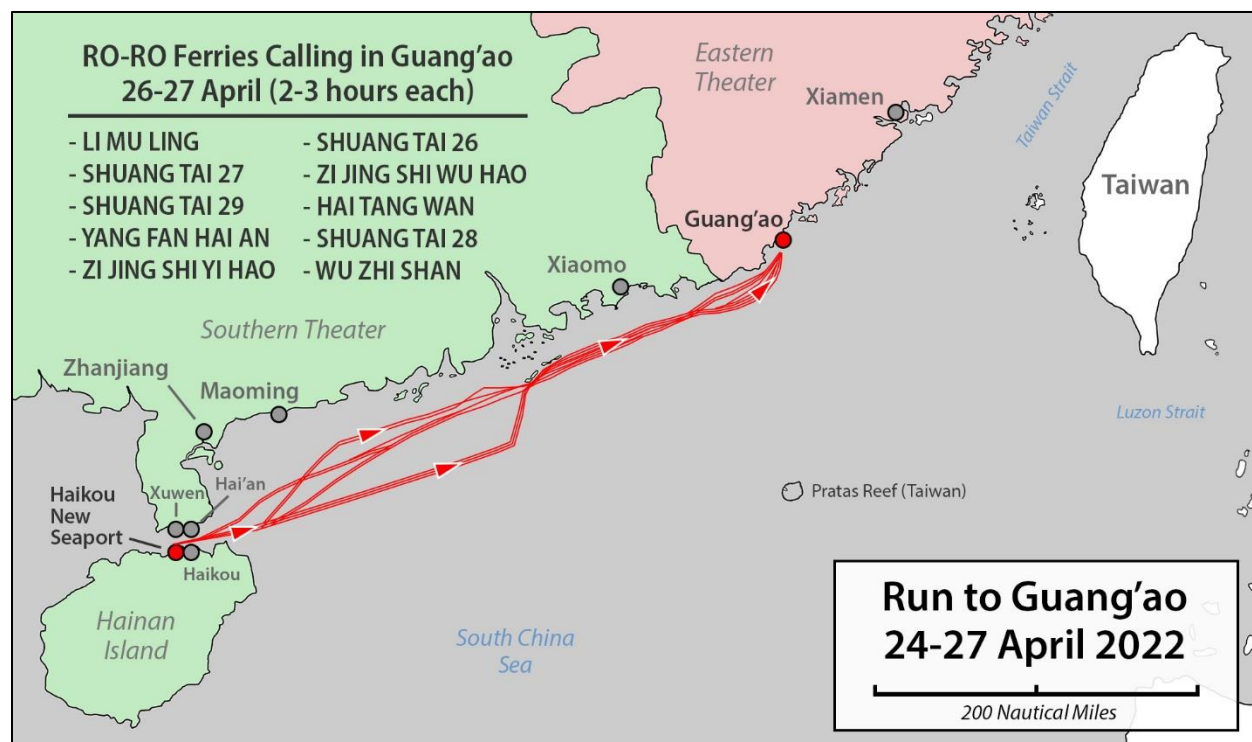 RO-RO Ferries Calling in Guang’ao
26-27 April (2-3 hours each)
- LI MU LING
- SHUANG TAI 27
- SHUANG TAI 29
- YANG FAN HAI AN
- ZI JING SHI YI HAO
- SHUANG TAI 26
- ZI JING SHI WU HAO
- HAI TANG WAN
- SHUANG TAI 28
- WU ZHI SHAN
Eastern
Theater
Xiamen
Taiwan Strait
Taiwan
Guang’ao
Xiaomo
Southern Theater
Zhanjiang
Maoming
Luzon Strait
Xuwen
Hai’an
Haikou
New
Seaport
Pratas Reef (Taiwan)
Haikou
Hainan
Island
South China
Sea
Run to Guang’ao
24-27 April 2022
200 Nautical Miles